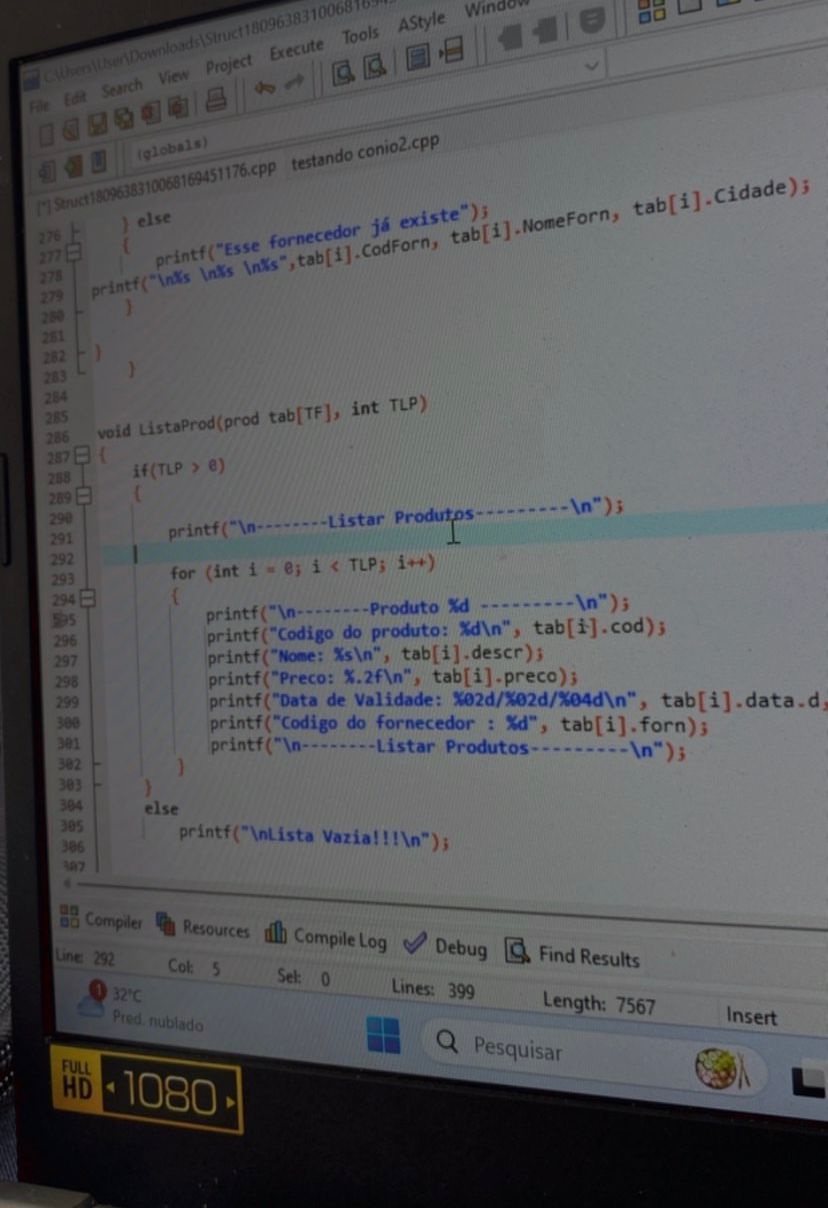 C:\Users\User\Downloads\Struct1809638310068169451176.cpp
File Edit Search View Project Execute Tools AStyle Window
(globals)
[*] Struct1809638310068169451176.cpp testando conio2.cpp
276 } else
277 {
278 printf("Esse fornecedor já existe");
279 printf("\n%s \n%s \n%s",tab[i].CodForn, tab[i].NomeForn, tab[i].Cidade);
280 }
281
282 }
283 }
284
285
286 void ListaProd(prod tab[TF], int TLP)
287 {
288 if(TLP > 0)
289 {
290
291 printf("\n--------Listar Produtos----------\n");
292
293 for (int i = 0; i < TLP; i++)
294 {
295 printf("\n--------Produto %d ----------\n");
296 printf("Codigo do produto: %d\n", tab[i].cod);
297 printf("Nome: %s\n", tab[i].descr);
298 printf("Preco: %.2f\n", tab[i].preco);
299 printf("Data de Validade: %02d/%02d/%04d\n", tab[i].data.d,
300 printf("Codigo do fornecedor : %d", tab[i].forn);
301 printf("\n--------Listar Produtos----------\n");
302 }
303 }
304 else
305 printf("\nLista Vazia!!!\n");
306
307
Compiler Resources Compile Log Debug Find Results
Line: 292 Col: 5 Sel: 0 Lines: 399 Length: 7567 Insert
1
32°C
Pred. nublado
Pesquisar
FULL HD 1080